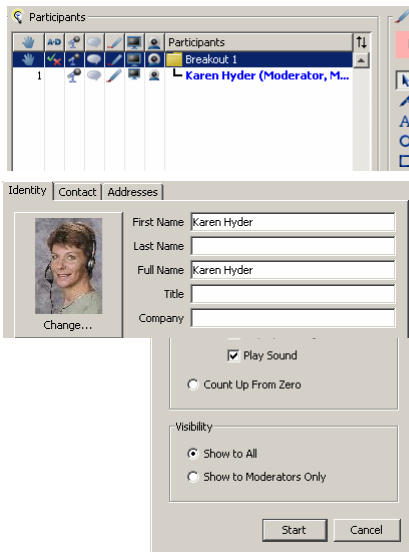 Participants
A-D Participants
Breakout 1
1 Karen Hyder (Moderator, M...
A
Identity Contact Addresses
First Name Karen Hyder
Last Name
Full Name Karen Hyder
Title
Company
Change...
Play Sound
Count Up From Zero
Visibility
Show to All
Show to Moderators Only
Start Cancel